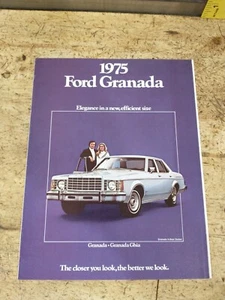 1975
Ford Granada
Elegance in a new, efficient size
Granada • Granada Ghia
The closer you look, the better we look.